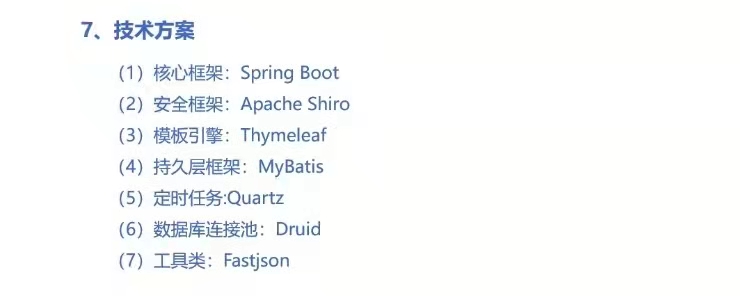 7、技术方案
（1）核心框架：Spring Boot
（2）安全框架：Apache Shiro
（3）模板引擎：Thymeleaf
（4）持久层框架：MyBatis
（5）定时任务:Quartz
（6）数据库连接池：Druid
（7）工具类：Fastjson